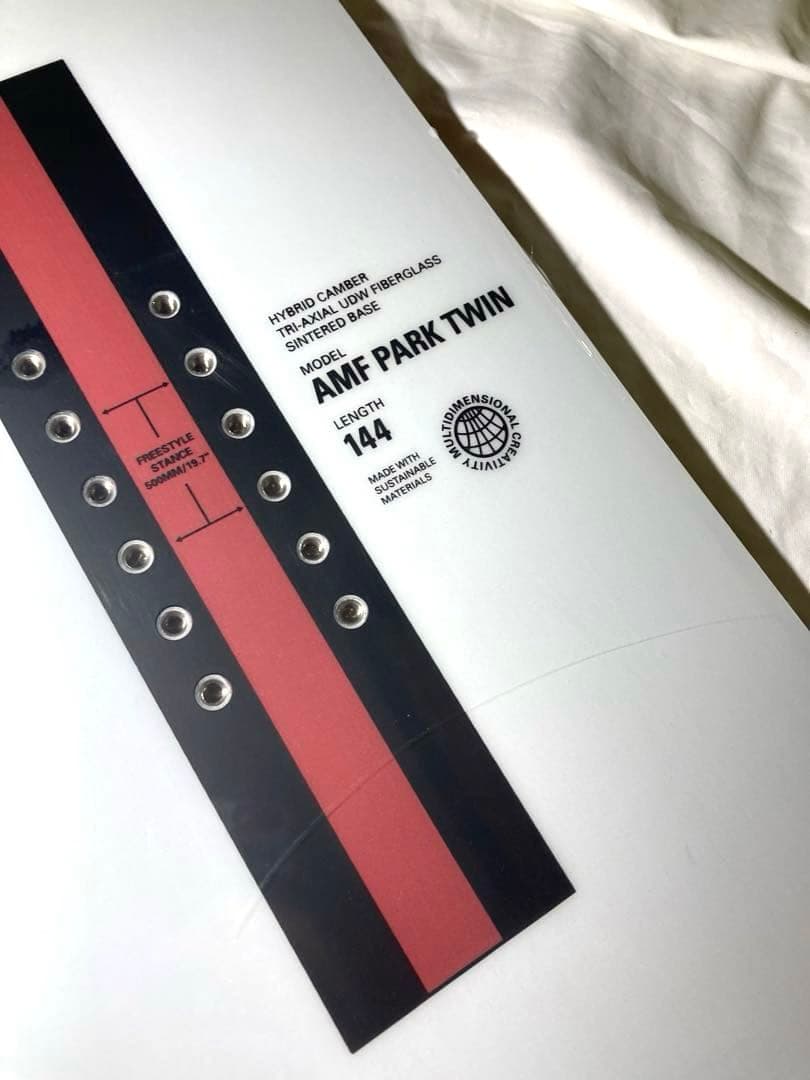 HYBRID CAMBER
TRI-AXIAL UDW FIBERGLASS
SINTERED BASE
MODEL
AMF PARK TWIN
LENGTH
144
MADE WITH
SUSTAINABLE
MATERIALS
MULTIDIMENSIONAL CREATIVITY
FREESTYLE
STANCE
500MM/19.7"